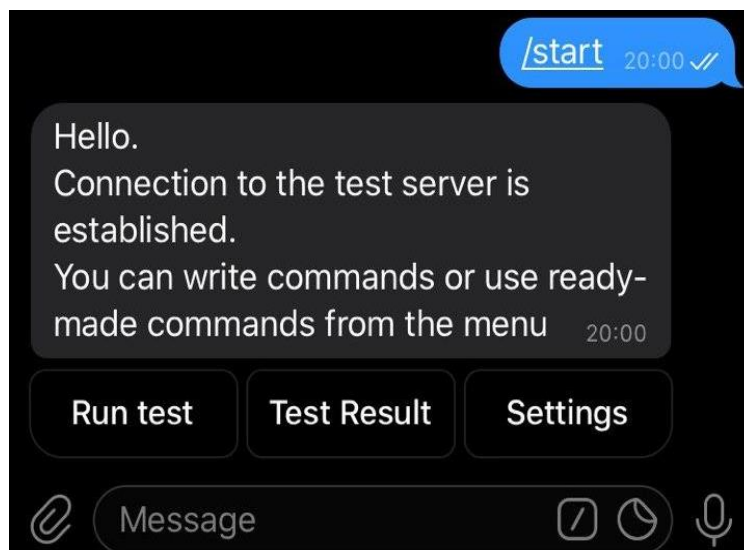 /start 20:00
Hello.
Connection to the test server is
established.
You can write commands or use ready-
made commands from the menu 20:00
Run test Test Result Settings
Message